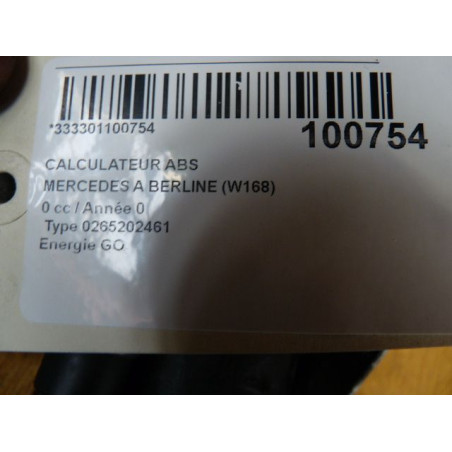 *333301100754
100754
CALCULATEUR ABS
MERCEDES A BERLINE (W168)
0 cc / Année 0
Type 0265202461
Energie GO